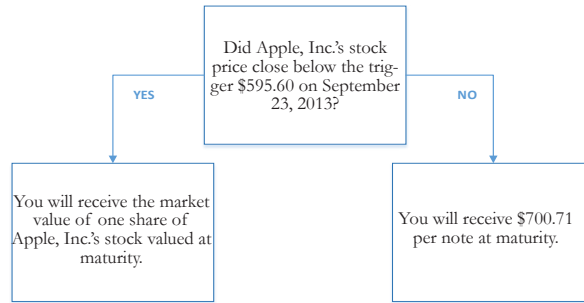 Did Apple, Inc.'s stock
price close below the trig-
ger $595.60 on September
23, 2013?
YES
NO
You will receive the market
value of one share of
Apple, Inc.'s stock valued at
maturity.
You will receive $700.71
per note at maturity.